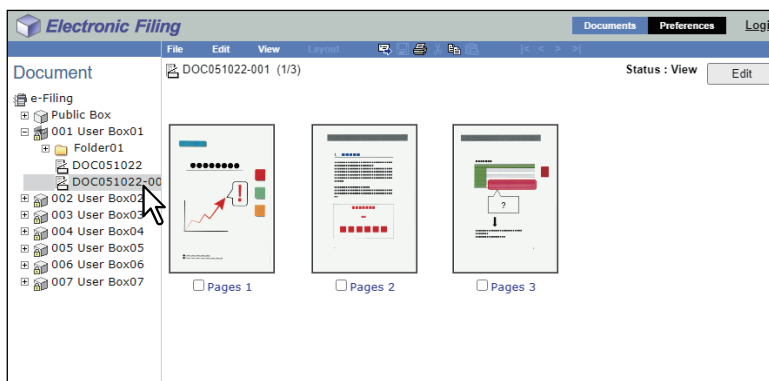 Electronic Filing
Documents Preferences Logi
File Edit View Layout |< < > >|
Document
DOC051022-001 (1/3)
Status : View
Edit
e-Filing
Public Box
001 User Box01
Folder01
DOC051022
DOC051022-00
002 User Box02
003 User Box03
004 User Box04
005 User Box05
006 User Box06
007 User Box07
!
?
Pages 1 Pages 2 Pages 3